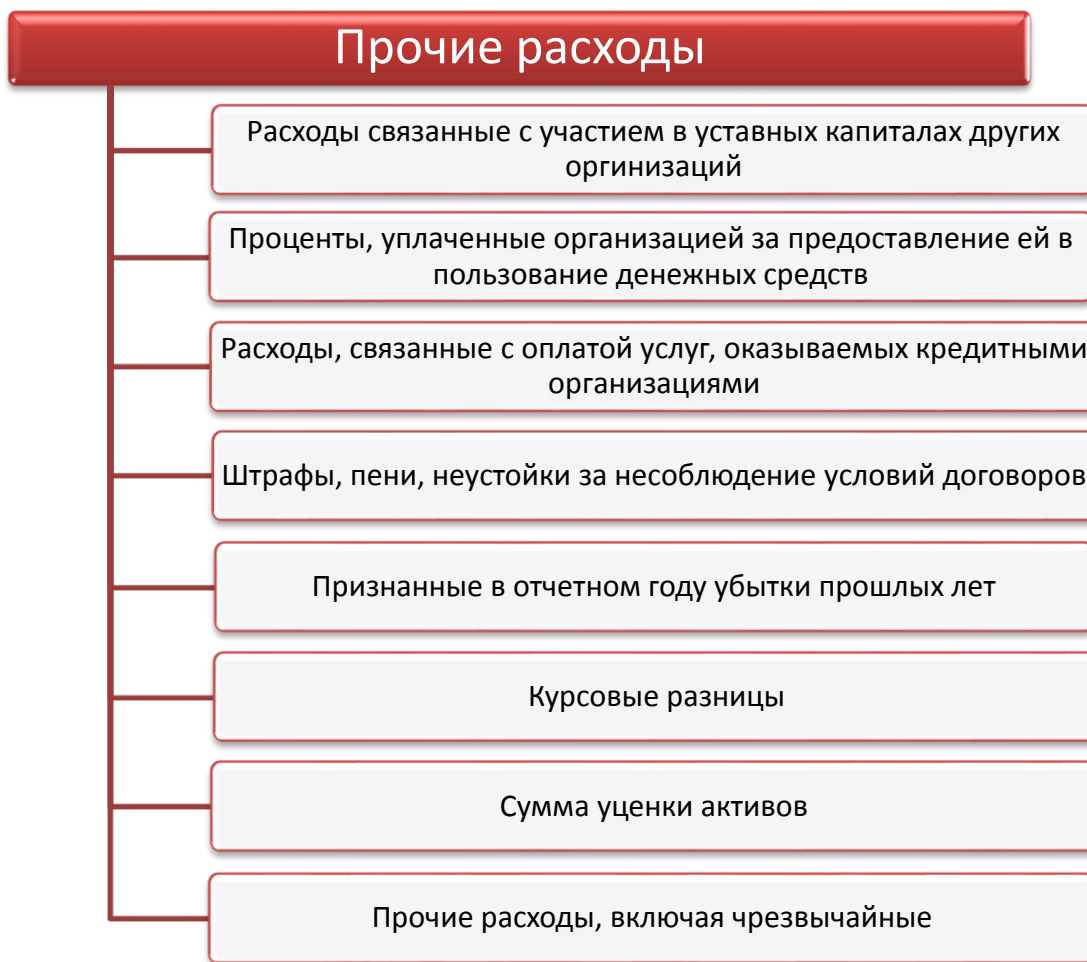 Прочие расходы
Расходы связанные с участием в уставных капиталах других
оргинизаций
Проценты, уплаченные организацией за предоставление ей в
пользование денежных средств
Расходы, связанные с оплатой услуг, оказываемых кредитными
организациями
Штрафы, пени, неустойки за несоблюдение условий договоров
Признанные в отчетном году убытки прошлых лет
Курсовые разницы
Сумма уценки активов
Прочие расходы, включая чрезвычайные